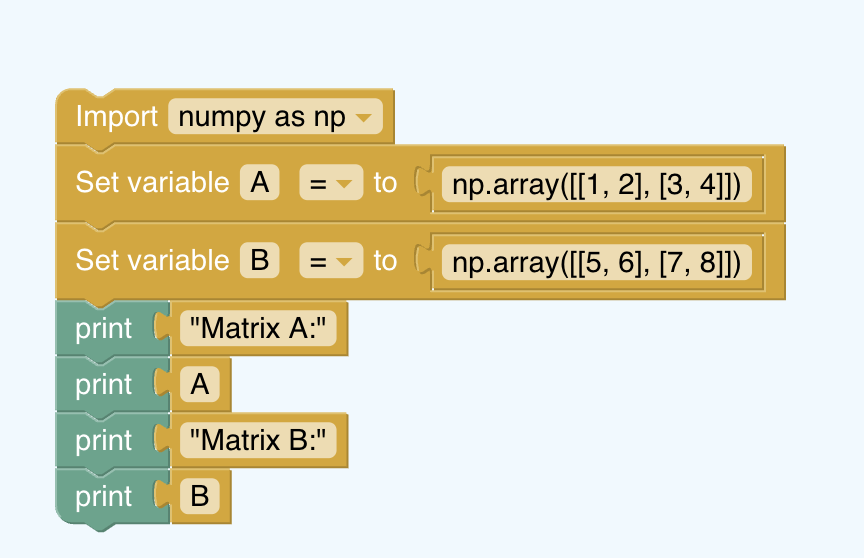 Import numpy as np
Set variable A = to np.array([[1, 2], [3, 4]])
Set variable B = to np.array([[5, 6], [7, 8]])
print "Matrix A:"
print A
print "Matrix B:"
print B